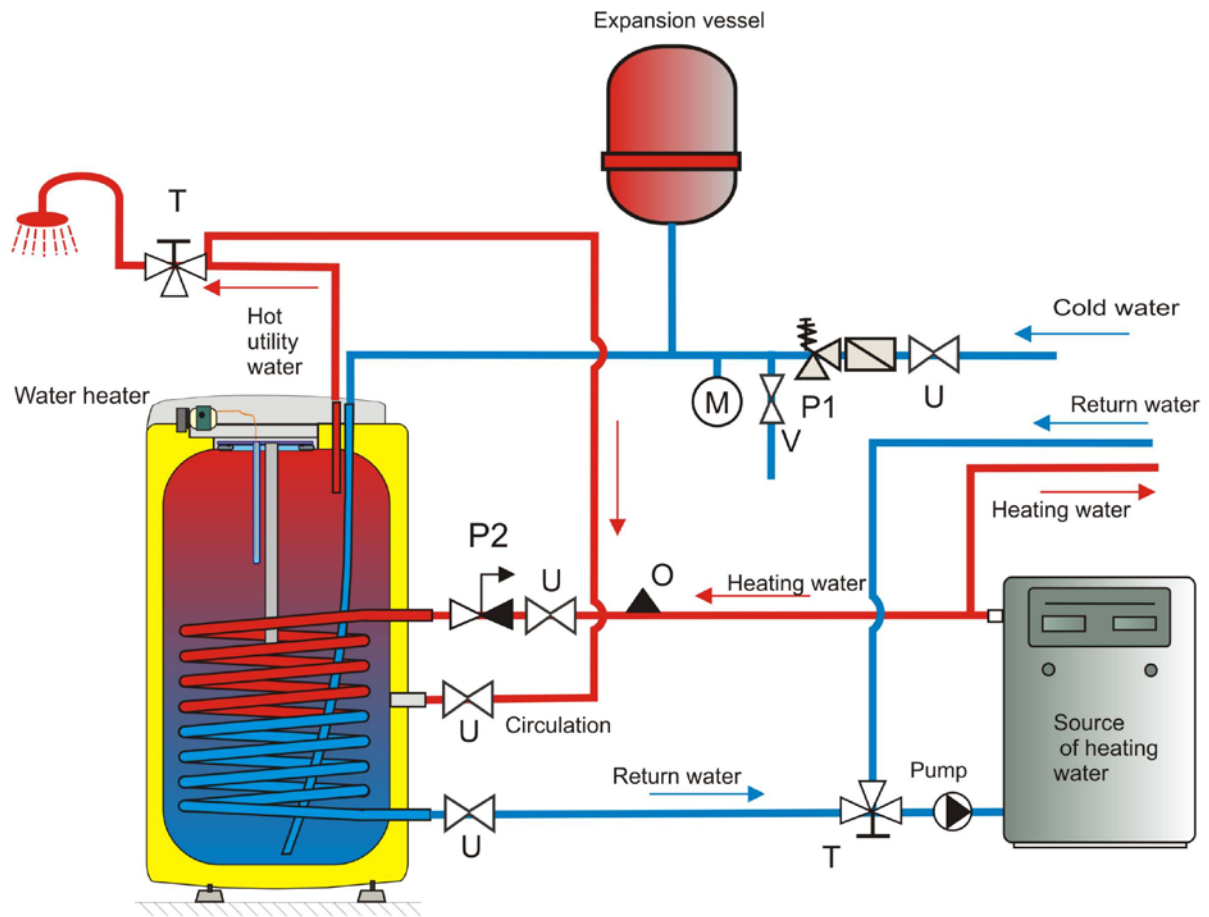 Expansion vessel
T
Cold water
Hot
utility
water
Water heater
M
P1
U
V
Return water
Heating water
P2
U
O
Heating water
U
Circulation
Source
of heating
water
Return water
Pump
U
T